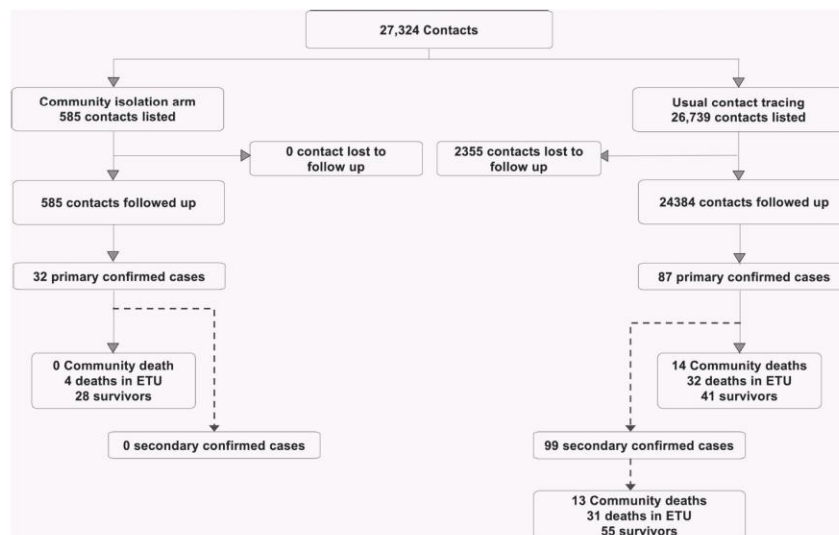 27,324 Contacts
Community isolation arm
585 contacts listed
Usual contact tracing
26,739 contacts listed
0 contact lost to
follow up
2355 contacts lost to
follow up
585 contacts followed up
24384 contacts followed up
32 primary confirmed cases
87 primary confirmed cases
0 Community death
4 deaths in ETU
28 survivors
14 Community deaths
32 deaths in ETU
41 survivors
0 secondary confirmed cases
99 secondary confirmed cases
13 Community deaths
31 deaths in ETU
55 survivors